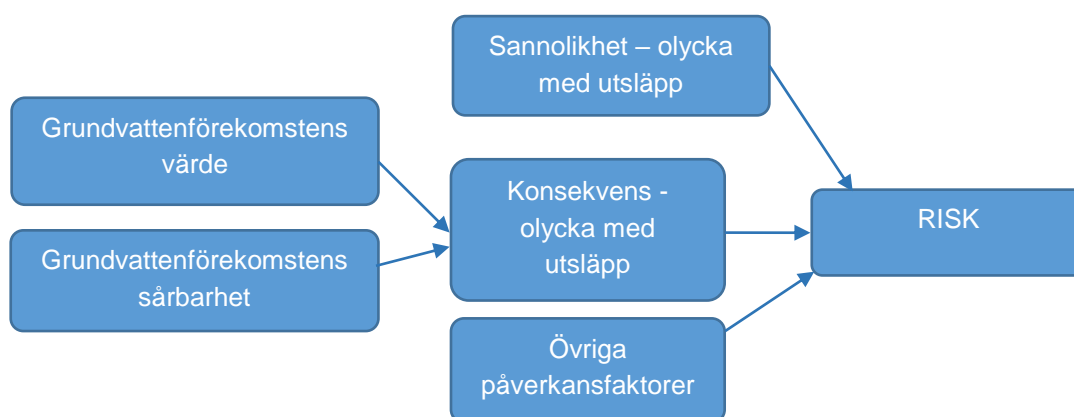 Sannolikhet – olycka
med utsläpp
Grundvattenförekomstens
värde
Konsekvens -
olycka med
utsläpp
RISK
Grundvattenförekomstens
sårbarhet
Övriga
påverkansfaktorer